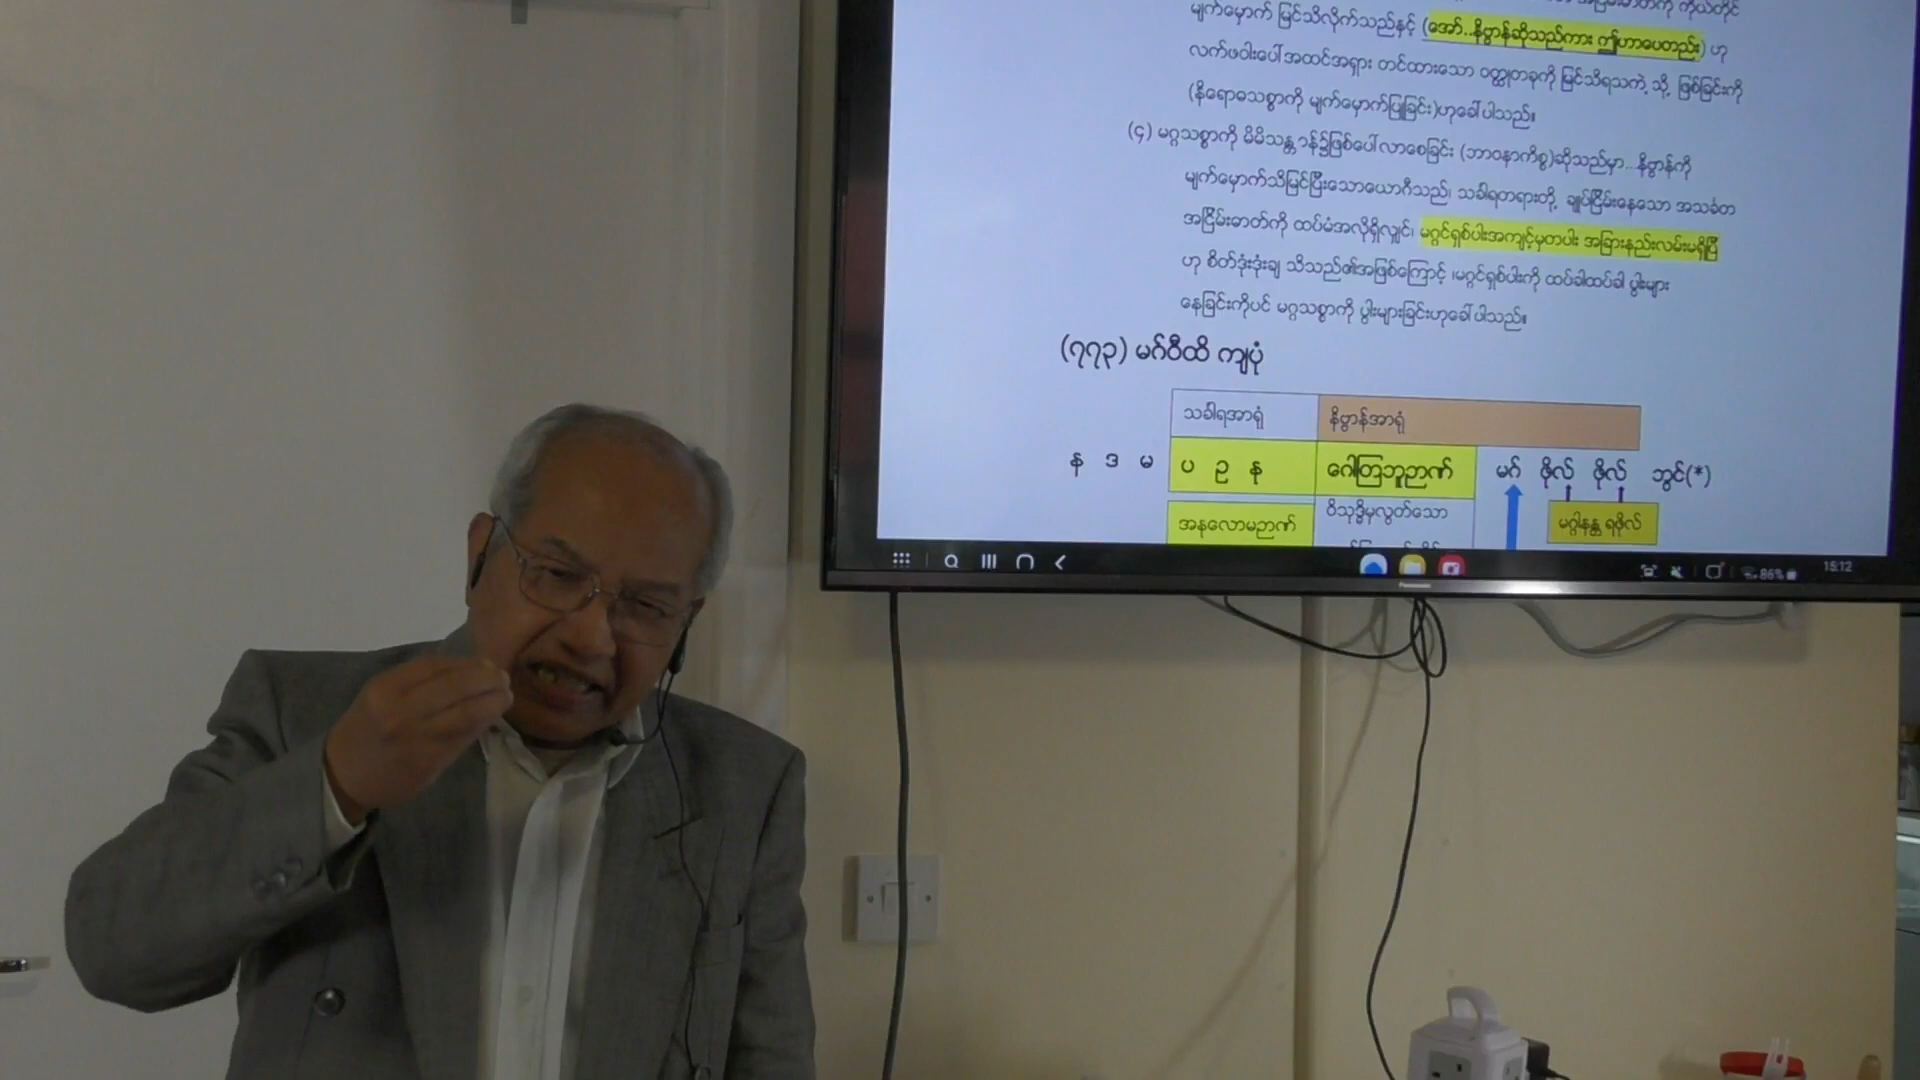 မျက်မှောက် မြင်သိလိုက်သည်နှင့် (အော်..နိဗ္ဗာန်ဆိုသည်ကား ဤဟာပေတည်း) ဟု
လက်ဖဝါးပေါ်အထင်အရှား တင်ထားသော ဝတ္ထုတခုကို မြင်သိရသကဲ့ သို့ ဖြစ်ခြင်းကို
(နိရောဓသစ္စာကို မျက်မှောက်ပြုခြင်း)ဟုခေါ်ပါသည်။
(၄) မဂ္ဂသစ္စာကို မိမိသန္တာန်၌ဖြစ်ပေါ်လာစေခြင်း (ဘာဝနာကိစ္စ)ဆိုသည်မှာ...နိဗ္ဗာန်ကို
မျက်မှောက်သိမြင်ပြီးသောယောဂီသည်၊ သင်္ခါရတရားတို့ ချုပ်ငြိမ်းနေသော အသင်္ခတ
အငြိမ်းဓာတ်ကို ထပ်မံအလိုရှိလျှင်၊ မဂ္ဂင်ရှစ်ပါးအကျင့်မှတပါး အခြားနည်းလမ်းမရှိပြီ
ဟု စိတ်ဒုံးဒုံးချ သိသည်၏အဖြစ်ကြောင့် ၊မဂ္ဂင်ရှစ်ပါးကို ထပ်ခါထပ်ခါ ပွါးများ
နေခြင်းကိုပင် မဂ္ဂသစ္စာကို ပွါးများခြင်းဟုခေါ်ပါသည်။
(၇၇၃) မဂ်ဝီထိ ကျပုံ
သင်္ခါရအာရုံ နိဗ္ဗာန်အာရုံ
န ဒ မ ပ ဥ နု ဂေါတြဘူဉာဏ် မဂ် ဖိုလ် ဖိုလ် ဘွင်(*)
အနုလောမဉာဏ် ဝိသုဒ္ဓိမှလွတ်သော မဂ္ဂါနန္တ ရဖိုလ်
Panasonic
86% 15:12